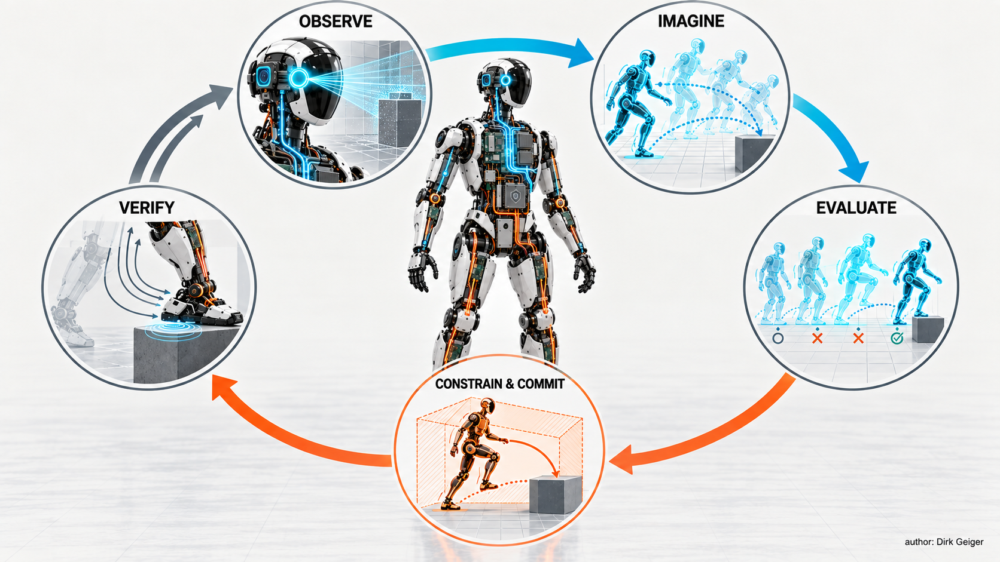 OBSERVE
IMAGINE
VERIFY
EVALUATE
CONSTRAIN & COMMIT
author: Dirk Geiger